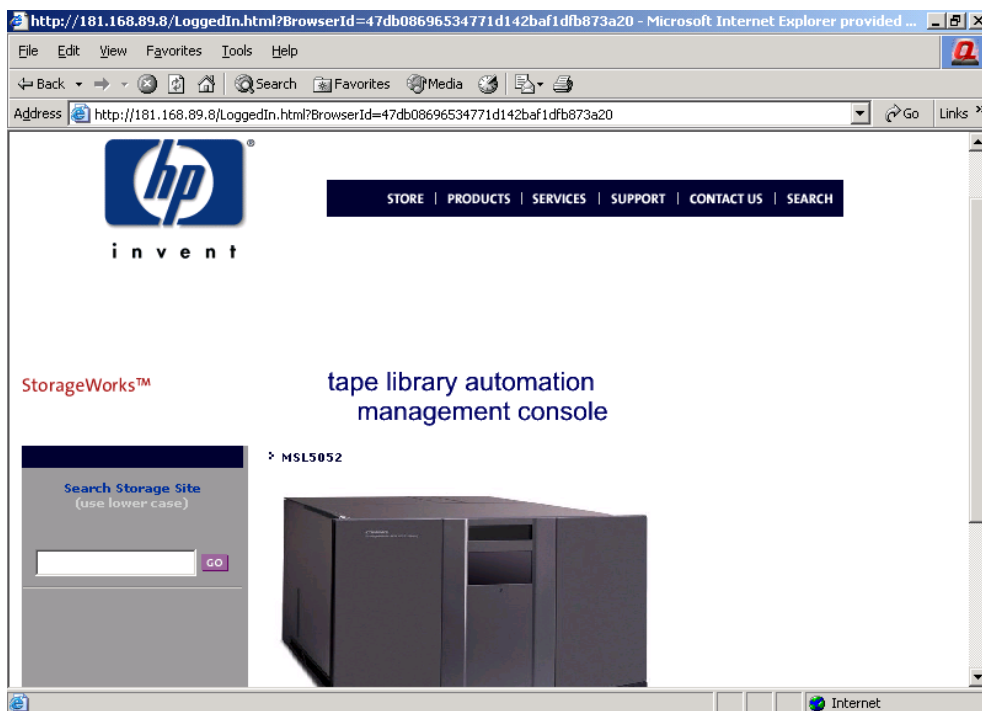 http://181.168.89.8/LoggedIn.html?BrowserId=47db08696534771d142baf1dfb873a20 - Microsoft Internet Explorer provided ...
File Edit View Favorites Tools Help
Back Search Favorites Media
Address http://181.168.89.8/LoggedIn.html?BrowserId=47db08696534771d142baf1dfb873a20 Go Links »
hp ®
invent
STORE | PRODUCTS | SERVICES | SUPPORT | CONTACT US | SEARCH
StorageWorks™
tape library automation
management console
MSL5052
Search Storage Site
(use lower case)
GO
Internet